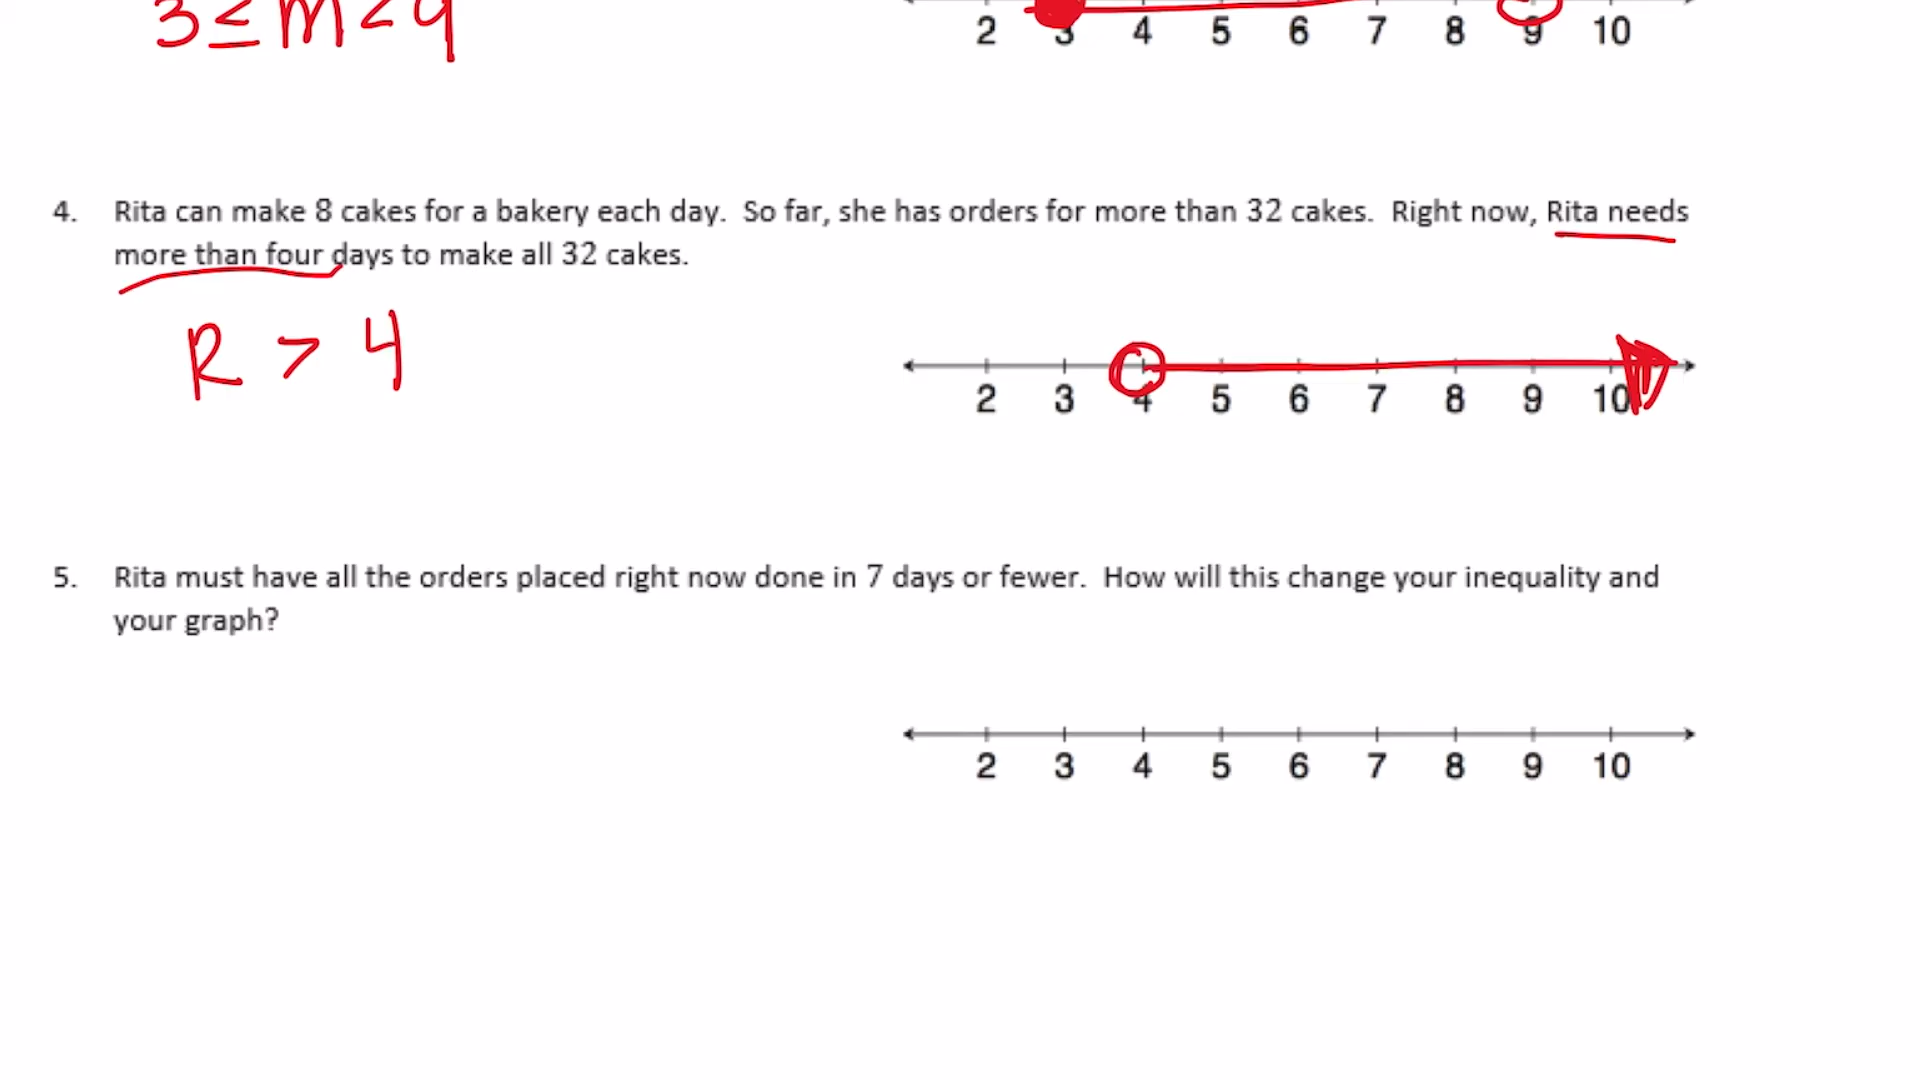 3 ≤ m < 9
2 3 4 5 6 7 8 9 10
4. Rita can make 8 cakes for a bakery each day. So far, she has orders for more than 32 cakes. Right now, Rita needs
more than four days to make all 32 cakes.
R > 4
2 3 4 5 6 7 8 9 10
5. Rita must have all the orders placed right now done in 7 days or fewer. How will this change your inequality and
your graph?
2 3 4 5 6 7 8 9 10